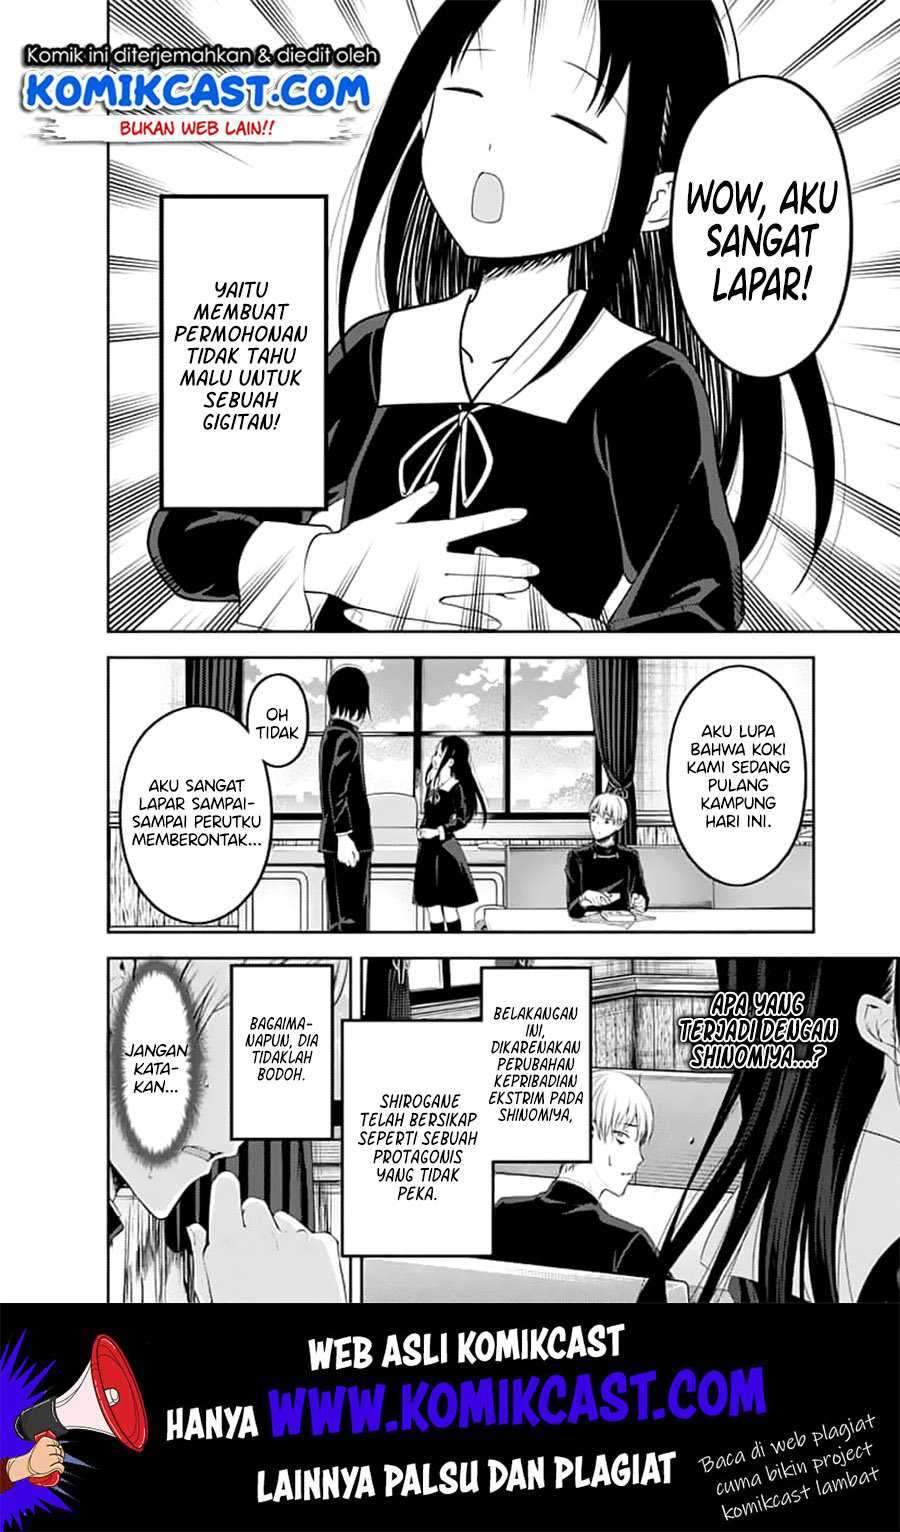 Komik ini diterjemahkan & diedit oleh
KOMIKCAST.COM
BUKAN WEB LAIN!!
WOW, AKU
SANGAT
LAPAR!
YAITU
MEMBUAT
PERMOHONAN
TIDAK TAHU
MALU UNTUK
SEBUAH
GIGITAN!
AKU LUPA
BAHWA KOKI
KAMI SEDANG
PULANG
KAMPUNG
HARI INI.
OH
TIDAK
AKU SANGAT
LAPAR SAMPAI-
SAMPAI PERUTKU
MEMBERONTAK...
APA YANG
TERJADI DENGAN
SHINOMIYA...?
BELAKANGAN
INI,
DIKARENAKAN
PERUBAHAN
KEPRIBADIAN
EKSTRIM PADA
SHINOMIYA,
SHIROGANE
TELAH BERSIKAP
SEPERTI SEBUAH
PROTAGONIS
YANG TIDAK
PEKA.
BAGAIMA-
NAPUN, DIA
TIDAKLAH
BODOH.
JANGAN
KATA-
KAN...
WEB ASLI KOMIKCAST
HANYA WWW.KOMIKCAST.COM
LAINNYA PALSU DAN PLAGIAT
Baca di web plagiat
cuma bikin project
komikcast lambat